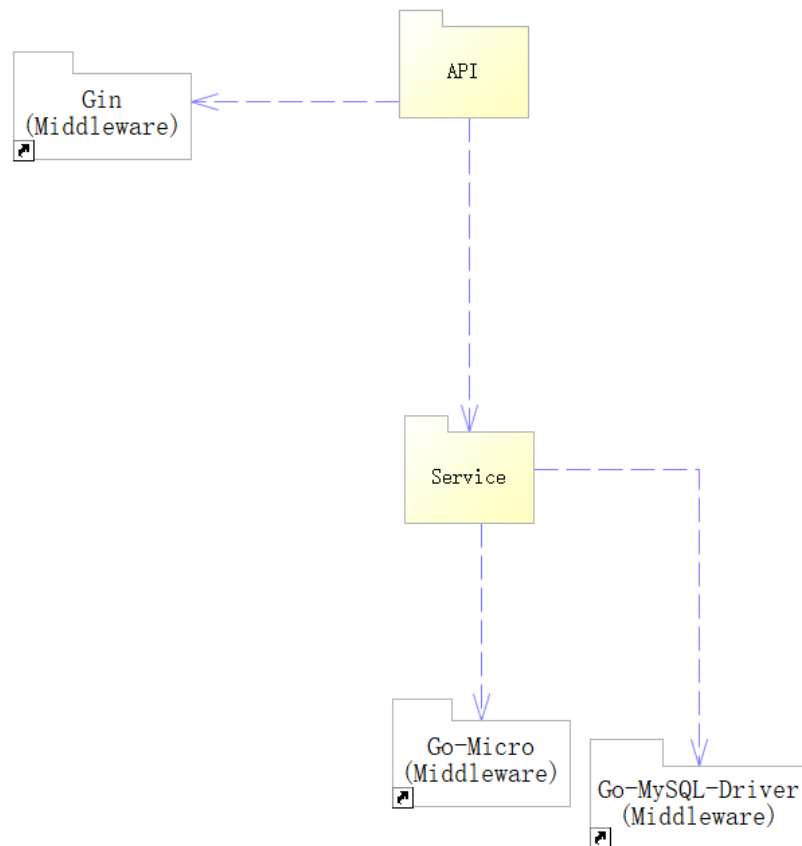 API
Gin
(Middleware)
Service
Go-Micro
(Middleware)
Go-MySQL-Driver
(Middleware)